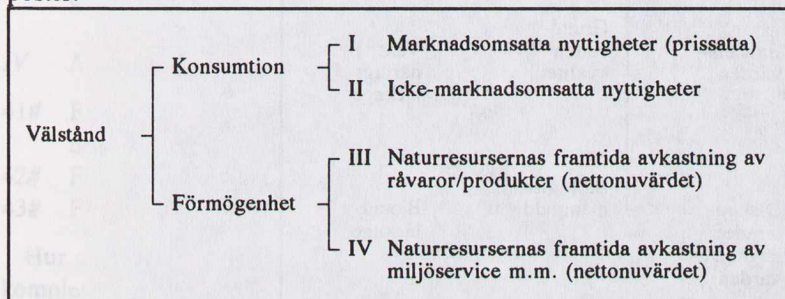 I Marknadsomsatta nyttigheter (prissatta)
Konsumtion
II Icke-marknadsomsatta nyttigheter
Välstånd
III Naturresursernas framtida avkastning av
råvaror/produkter (nettonuvärdet)
Förmögenhet
IV Naturresursernas framtida avkastning av
miljöservice m.m. (nettonuvärdet)